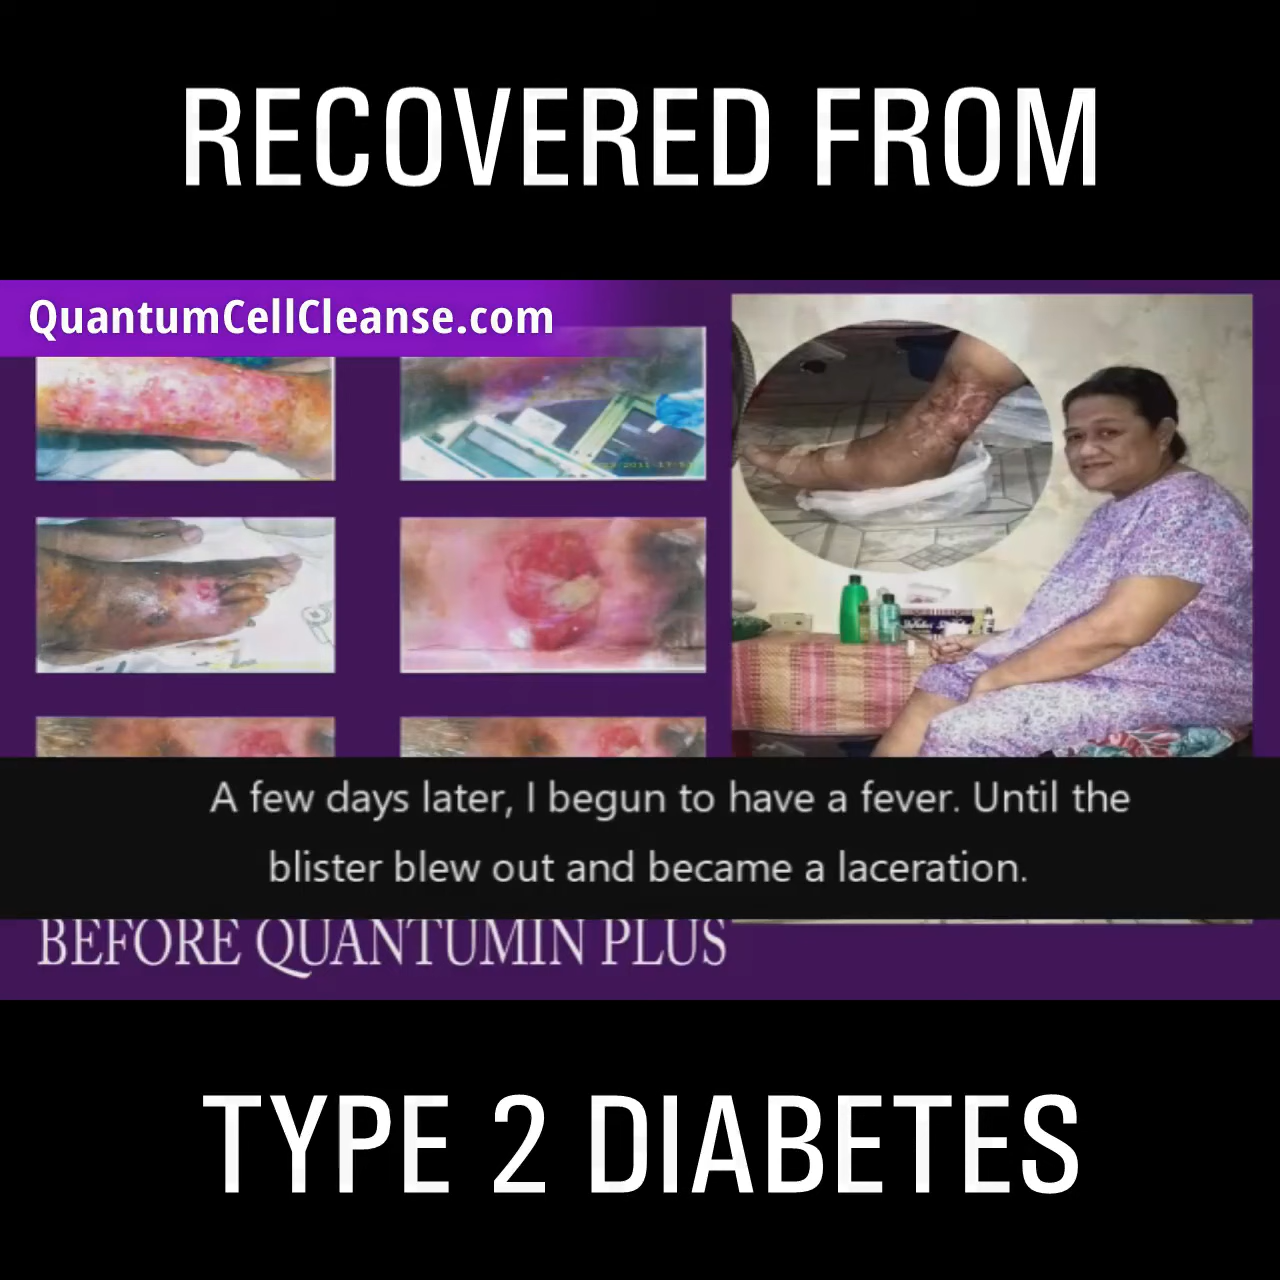 RECOVERED FROM
QuantumCellCleanse.com
A few days later, I begun to have a fever. Until the
blister blew out and became a laceration.
BEFORE QUANTUMIN PLUS
TYPE 2 DIABETES